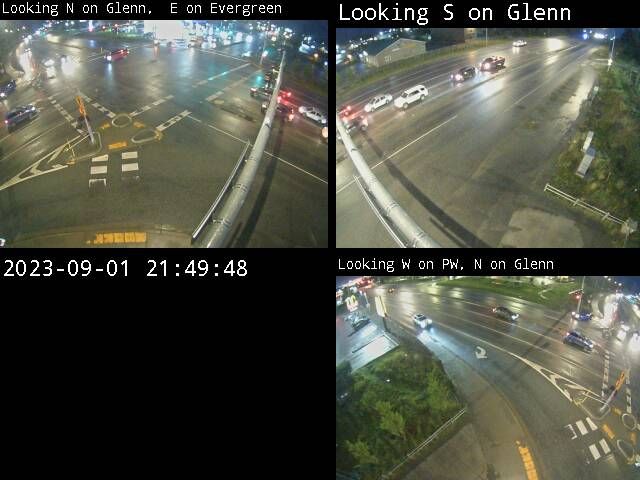 Looking N on Glenn,  E on Evergreen
Looking S on Glenn
2023-09-01 21:49:48
Looking W on PW, N on Glenn